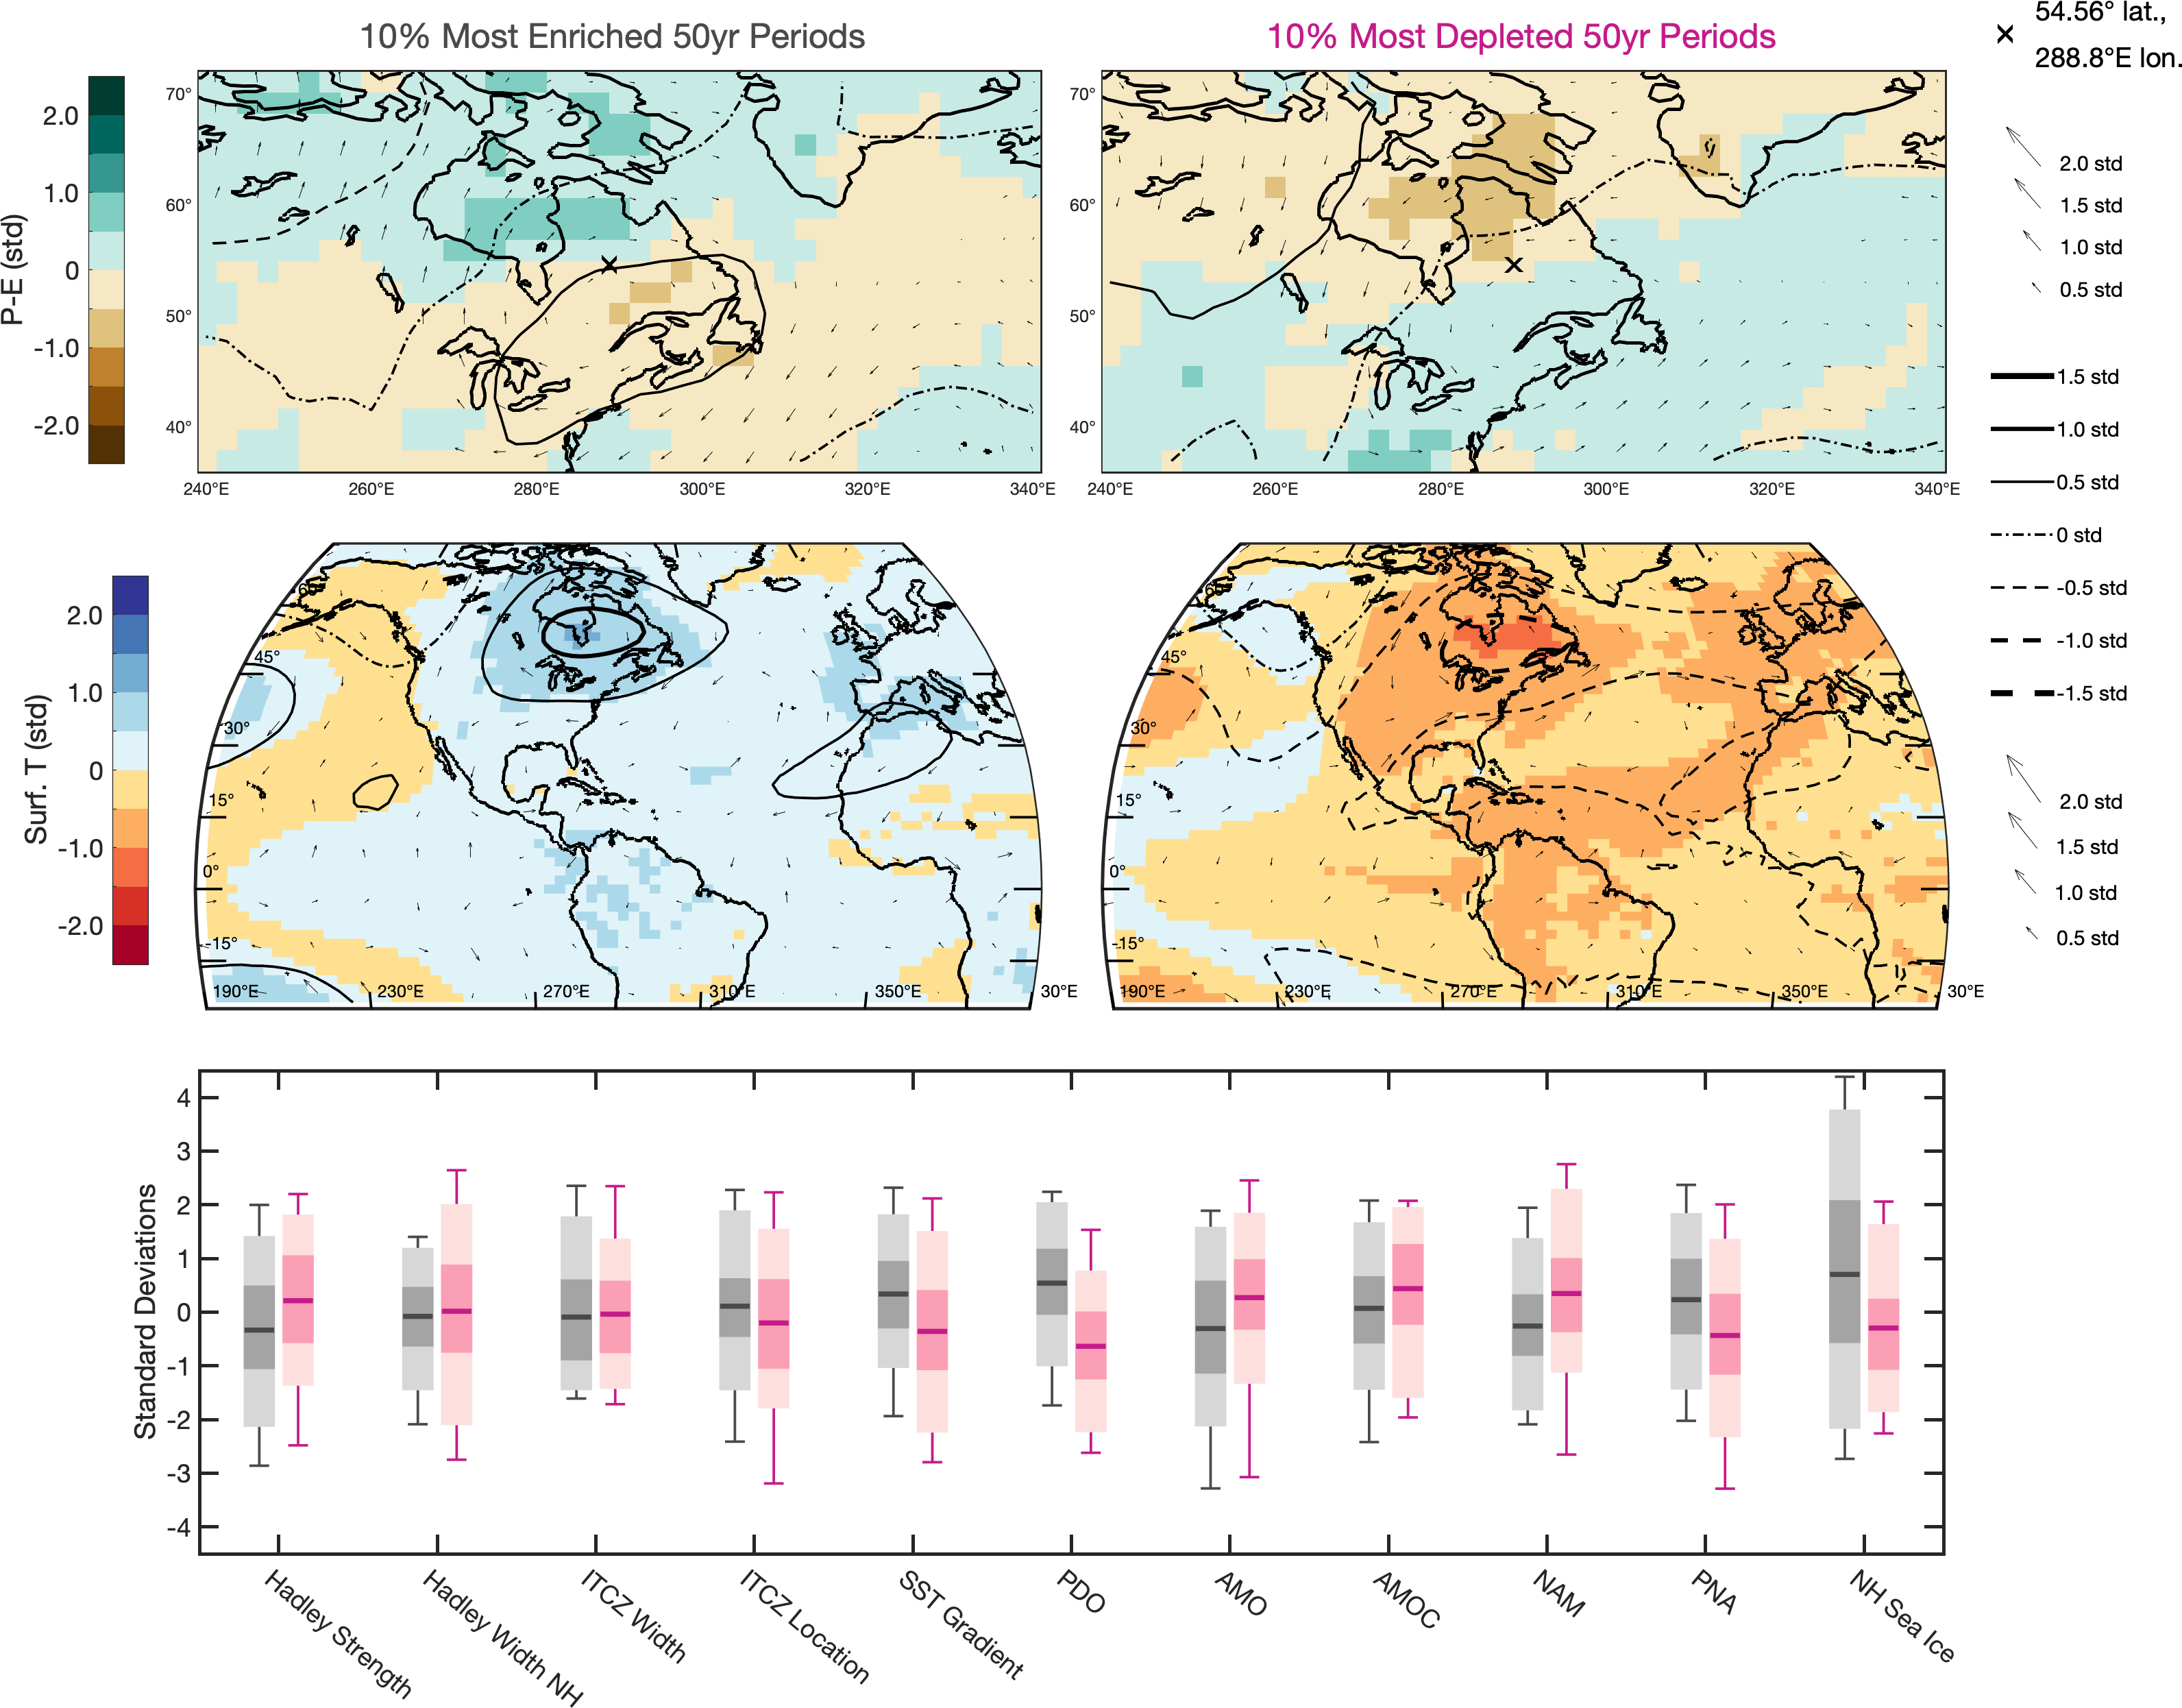 10% Most Enriched 50yr Periods
10% Most Depleted 50yr Periods
54.56° lat.,
288.8°E lon.
P-E (std)
2.0
1.0
0
-1.0
-2.0
70°
60°
50°
40°
240°E
260°E
280°E
300°E
320°E
340°E
70°
60°
50°
40°
240°E
260°E
280°E
300°E
320°E
340°E
2.0 std
1.5 std
1.0 std
0.5 std
1.5 std
1.0 std
0.5 std
0 std
-0.5 std
-1.0 std
-1.5 std
2.0 std
1.5 std
1.0 std
0.5 std
Surf. T (std)
2.0
1.0
0
-1.0
-2.0
60°
45°
30°
15°
0°
-15°
190°E
230°E
270°E
310°E
350°E
30°E
60°
45°
30°
15°
0°
-15°
190°E
230°E
270°E
310°E
350°E
30°E
Standard Deviations
4
3
2
1
0
-1
-2
-3
-4
Hadley Strength
Hadley Width NH
ITCZ Width
ITCZ Location
SST Gradient
PDO
AMO
AMOC
NAM
PNA
NH Sea Ice